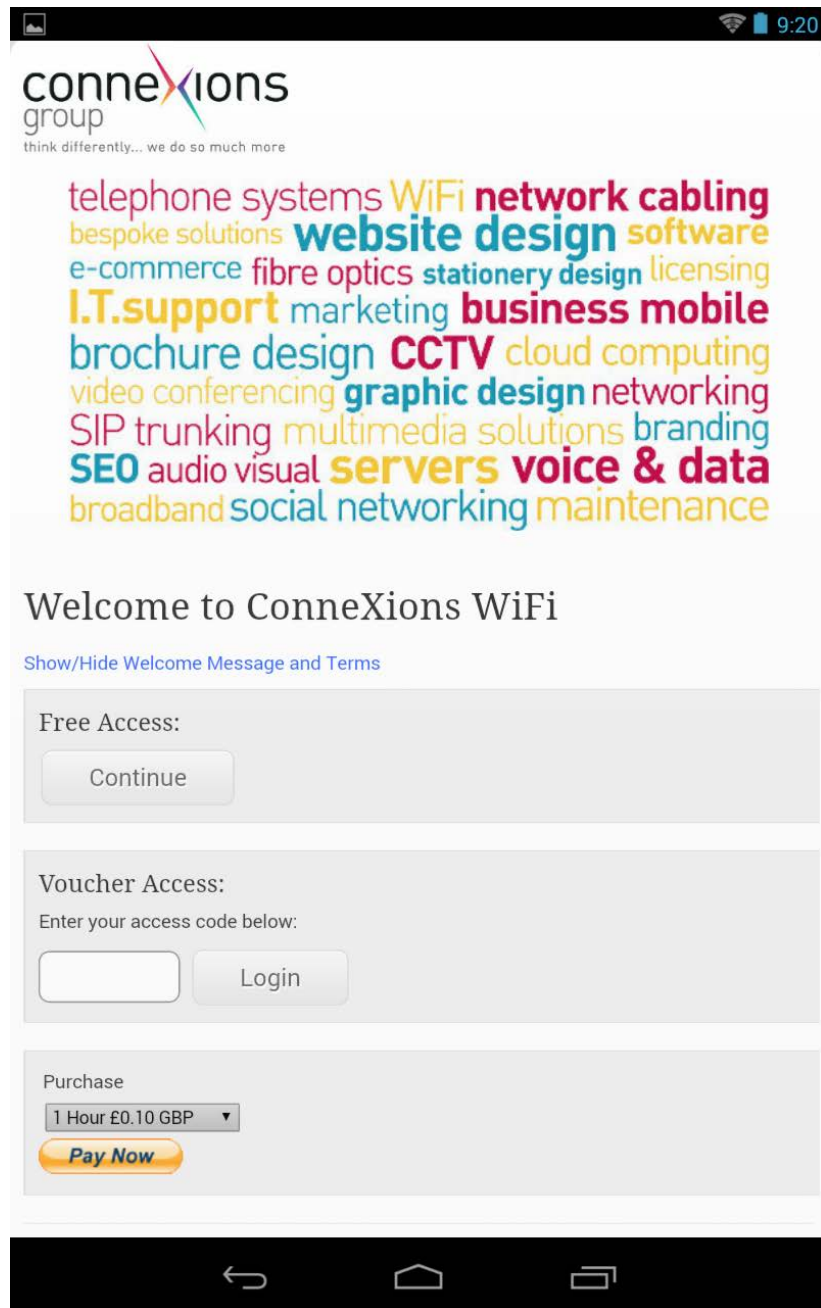 9:20
conneXions
group
think differently... we do so much more
telephone systems WiFi network cabling
bespoke solutions website design software
e-commerce fibre optics stationery design licensing
I.T.support marketing business mobile
brochure design CCTV cloud computing
video conferencing graphic design networking
SIP trunking multimedia solutions branding
SEO audio visual servers voice & data
broadband social networking maintenance
Welcome to ConneXions WiFi
Show/Hide Welcome Message and Terms
Free Access:
Continue
Voucher Access:
Enter your access code below:
Login
Purchase
1 Hour £0.10 GBP
Pay Now